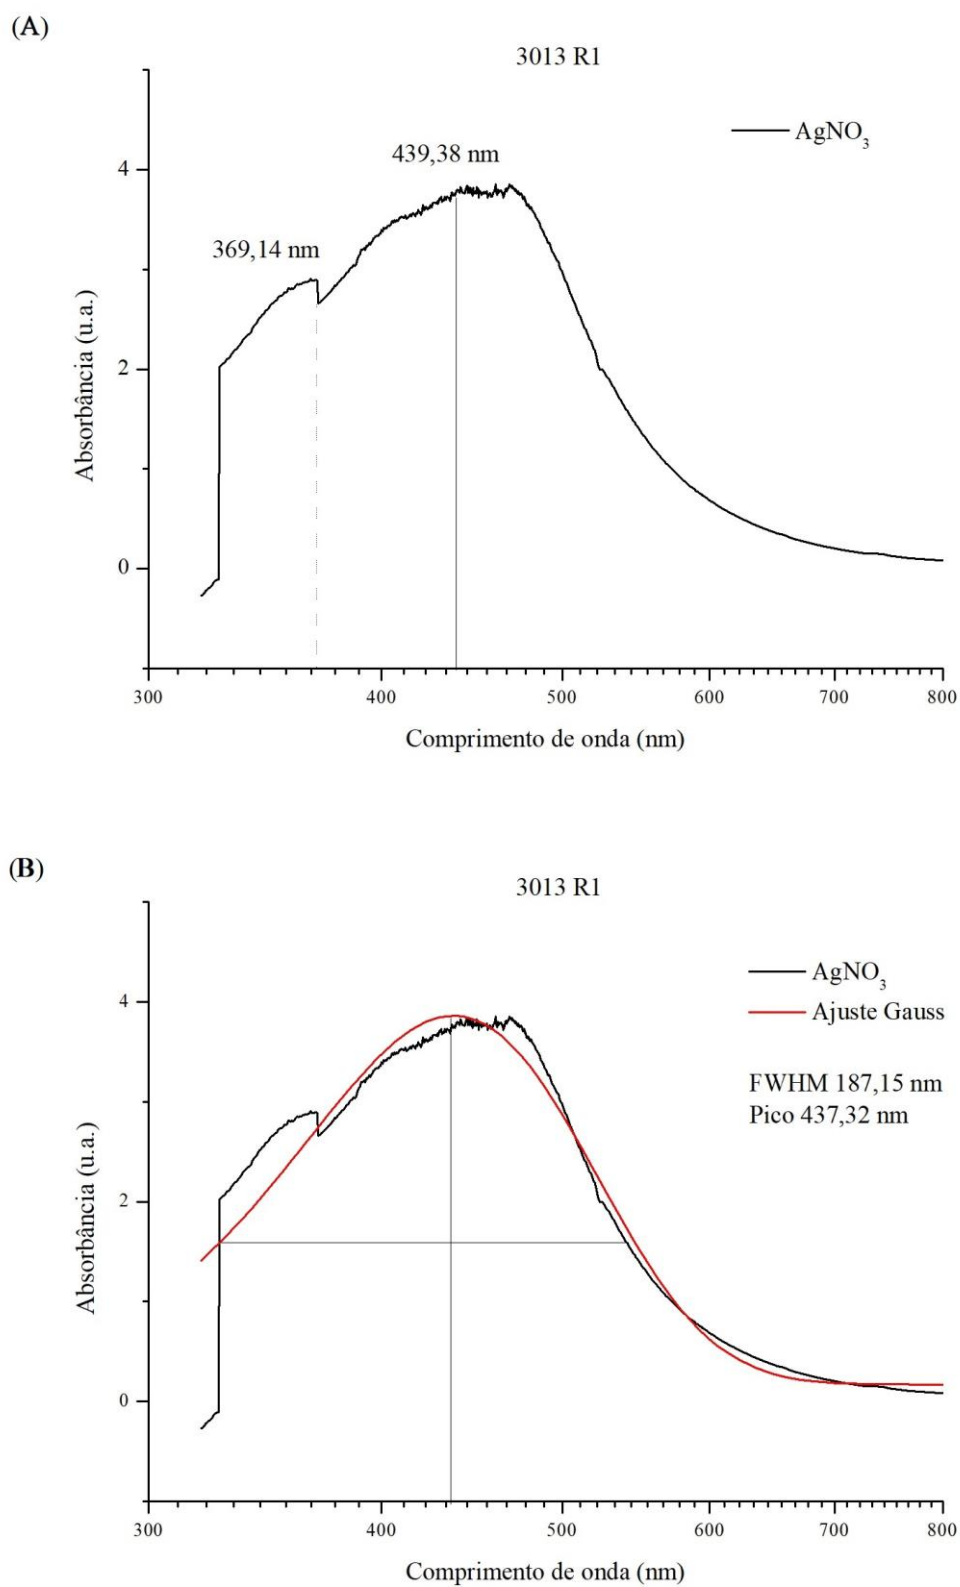 (A)
3013 R1
AgNO₃
439,38 nm
369,14 nm
Absorbância (u.a.)
4
2
0
300 400 500 600 700 800
Comprimento de onda (nm)
(B)
3013 R1
AgNO₃
Ajuste Gauss
FWHM 187,15 nm
Pico 437,32 nm
Absorbância (u.a.)
4
2
0
300 400 500 600 700 800
Comprimento de onda (nm)